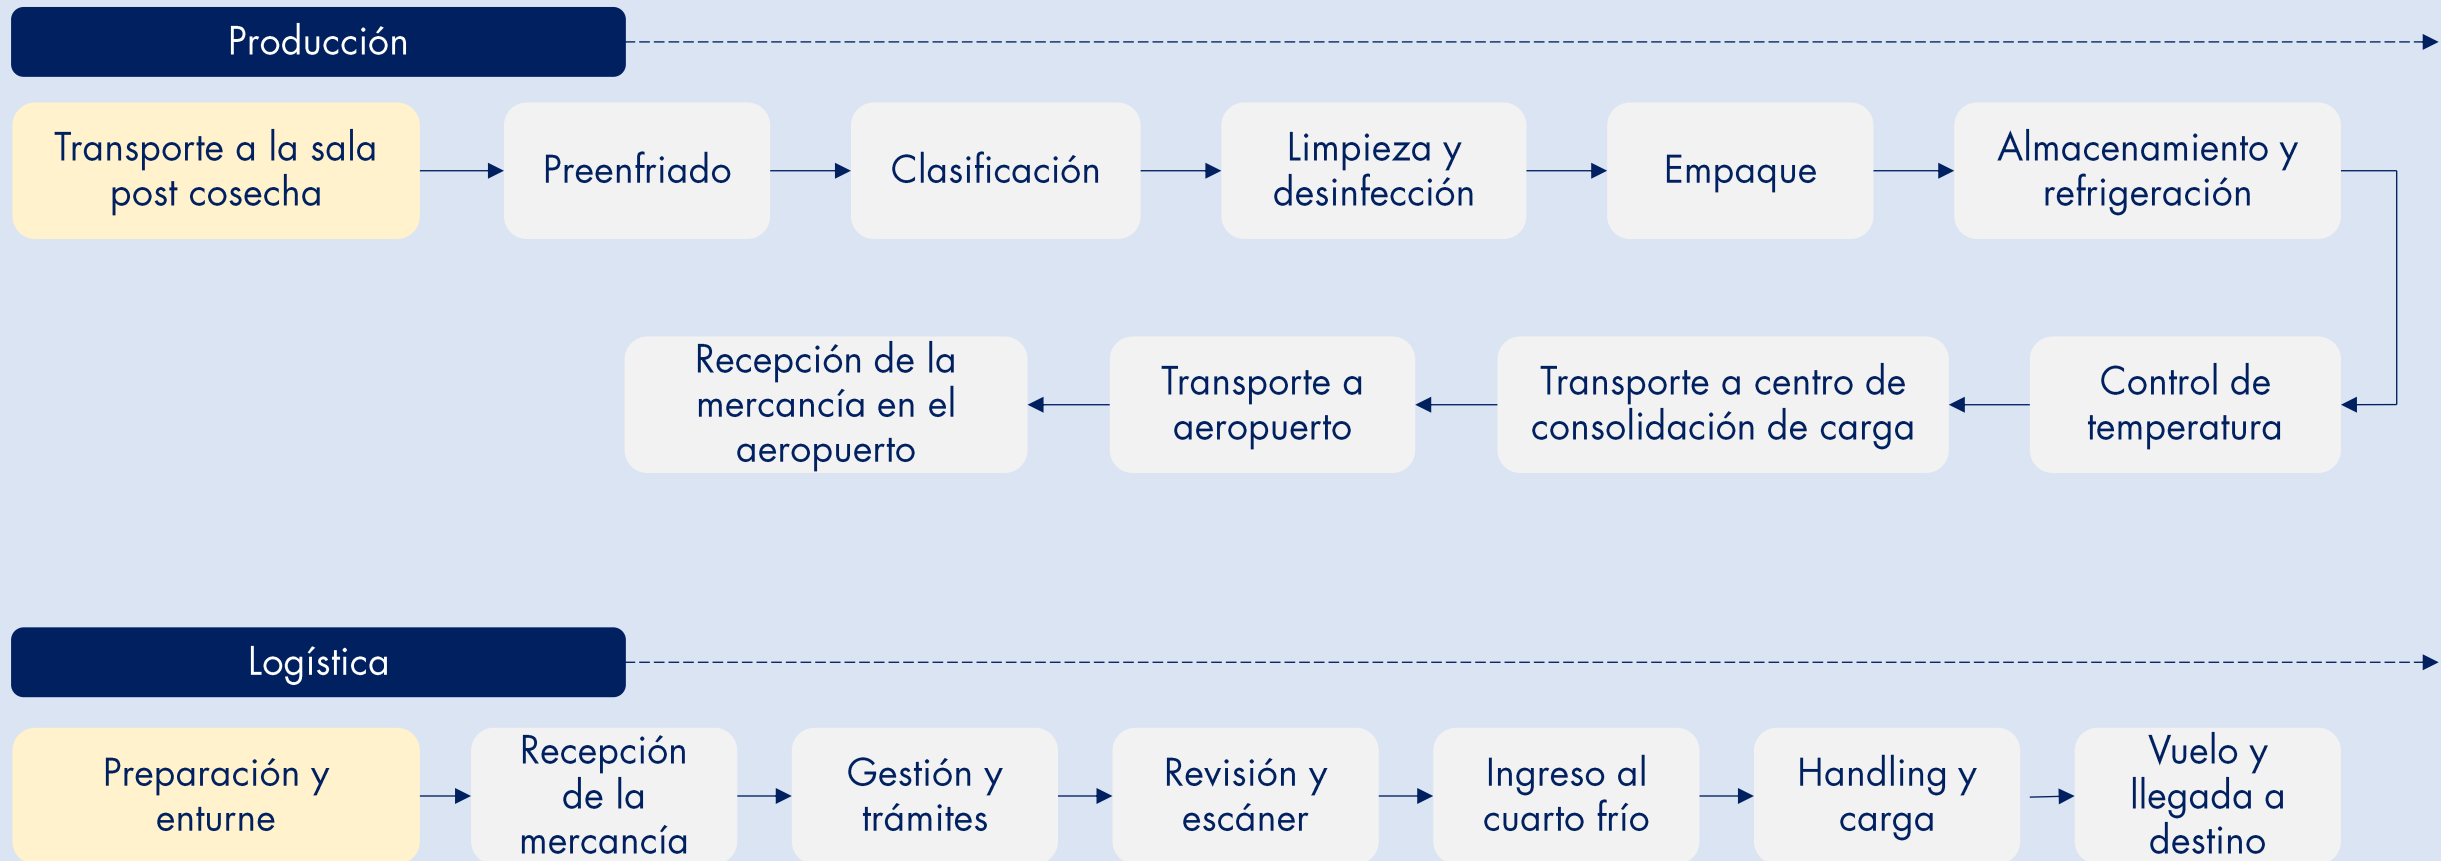 Producción
Transporte a la sala
post cosecha
Preenfriado
Clasificación
Limpieza y
desinfección
Empaque
Almacenamiento y
refrigeración
Control de
temperatura
Transporte a centro de
consolidación de carga
Transporte a
aeropuerto
Recepción de la
mercancía en el
aeropuerto
Logística
Preparación y
enturne
Recepción
de la
mercancía
Gestión y
trámites
Revisión y
escáner
Ingreso al
cuarto frío
Handling y
carga
Vuelo y
llegada a
destino